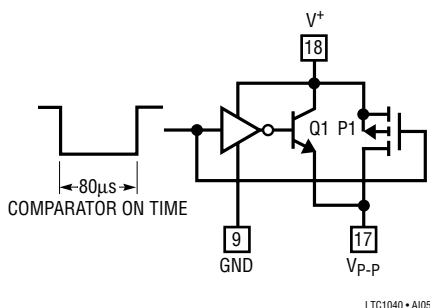 V+
18
Q1 P1
80μs
COMPARATOR ON TIME
9
17
GND
VP-P
LTC1040 • AI05